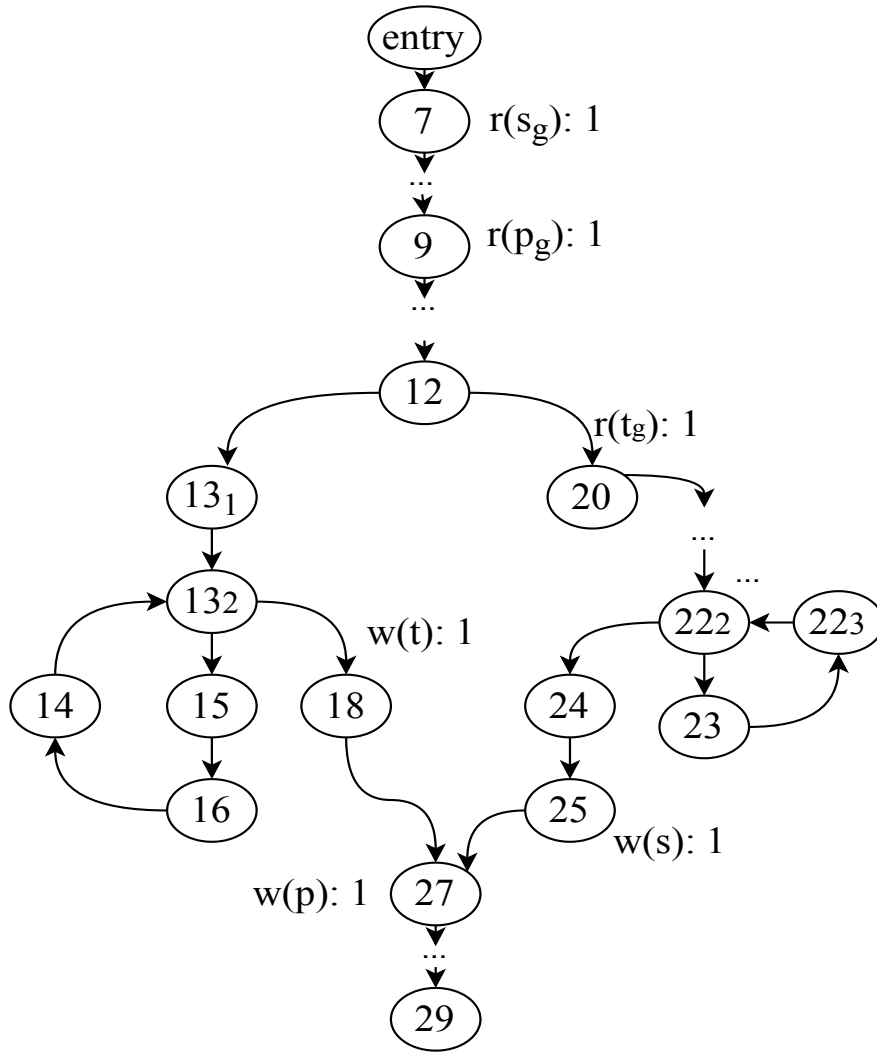 entry
7 r(s_g): 1
...
9 r(p_g): 1
...
12
r(t_g): 1
13_1 20
...
13_2 ...
w(t): 1 22_2 22_3
14 15 18 24 23
16 25
w(s): 1
w(p): 1 27
...
29